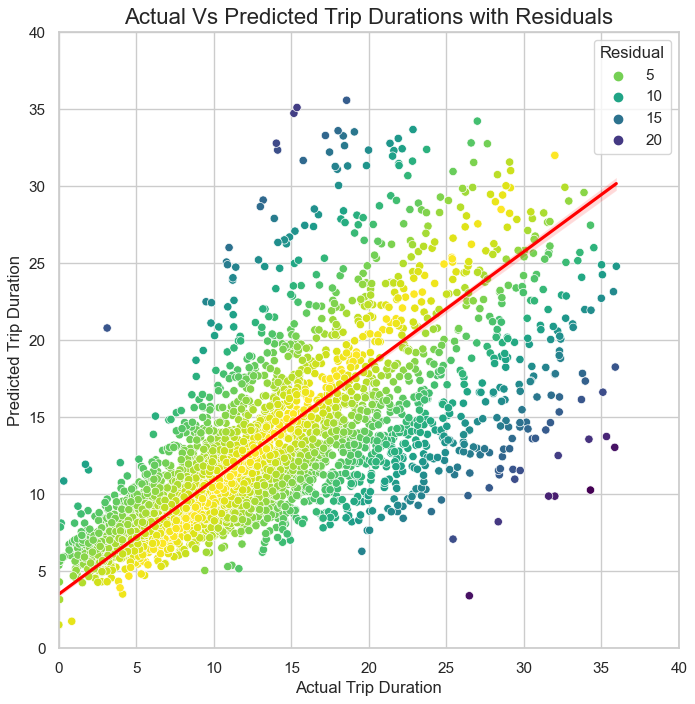 Actual Vs Predicted Trip Durations with Residuals
40
35
30
25
20
15
10
5
0
Predicted Trip Duration
Residual
5
10
15
20
0 5 10 15 20 25 30 35 40
Actual Trip Duration